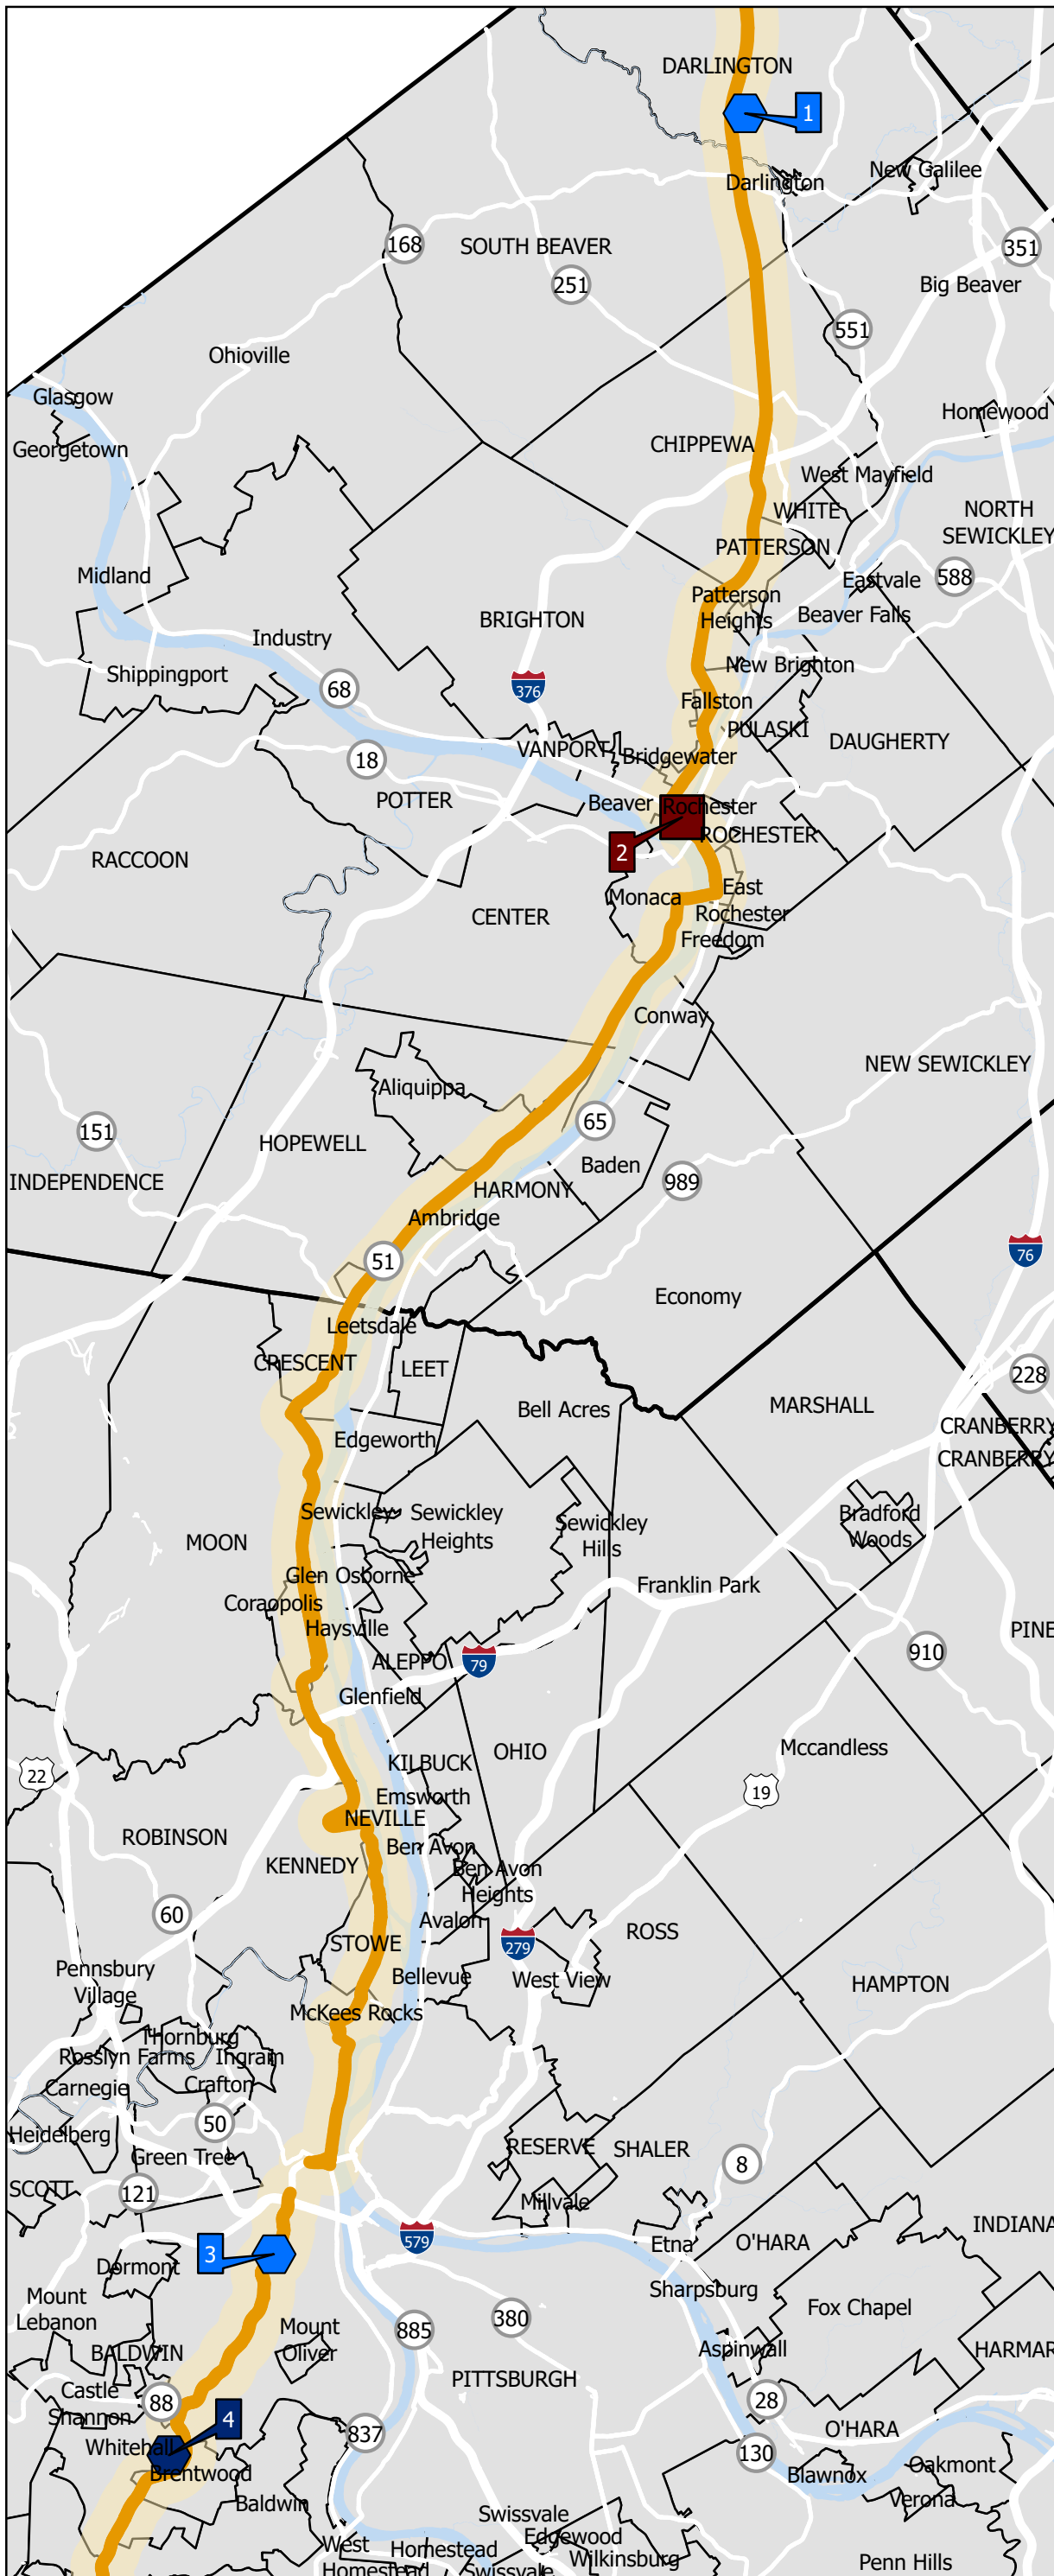 DARLINGTON
1
New Galilee
Darlington
168
SOUTH BEAVER
351
251
Big Beaver
551
Ohioville
Glasgow
Homewood
Georgetown
CHIPPEWA
West Mayfield
WHITE
NORTH
SEWICKLEY
PATTERSON
Midland
Eastvale
588
Patterson
Heights
Beaver Falls
BRIGHTON
Industry
New Brighton
Shippingport
68
376
Fallston
PULASKI
DAUGHERTY
VANPORT
Bridgewater
18
POTTER
Beaver
Rochester
ROCHESTER
2
RACCOON
East
Rochester
Monaca
CENTER
Freedom
Conway
NEW SEWICKLEY
Aliquippa
65
151
HOPEWELL
Baden
INDEPENDENCE
989
HARMONY
Ambridge
51
76
Economy
Leetsdale
CRESCENT
LEET
228
Bell Acres
MARSHALL
CRANBERRY
Edgeworth
CRANBERRY
Sewickley
Sewickley
Heights
Bradford
Woods
Sewickley
Hills
MOON
Glen Osborne
Franklin Park
Coraopolis
Haysville
PINE
910
ALEPPO
79
Glenfield
OHIO
Mccandless
KILBUCK
22
19
Emsworth
NEVILLE
ROBINSON
Ben Avon
KENNEDY
Ben Avon
Heights
60
Avalon
ROSS
STOWE
279
Pennsbury
Village
Bellevue
West View
HAMPTON
McKees Rocks
Thornburg
Rosslyn Farms
Ingram
Carnegie
Crafton
50
Heidelberg
RESERVE
SHALER
Green Tree
8
SCOTT
121
Millvale
INDIANA
579
Etna
O'HARA
3
Dormont
Sharpsburg
Mount
Lebanon
Fox Chapel
380
Mount
Oliver
885
BALDWIN
Aspinwall
HARMAR
PITTSBURGH
Castle
Shannon
88
28
4
837
O'HARA
Whitehall
130
Brentwood
Blawnox
Oakmont
Baldwin
Verona
Swissvale
Edgewood
West
Homestead
Homestead
Wilkinsburg
Swissvale
Penn Hills